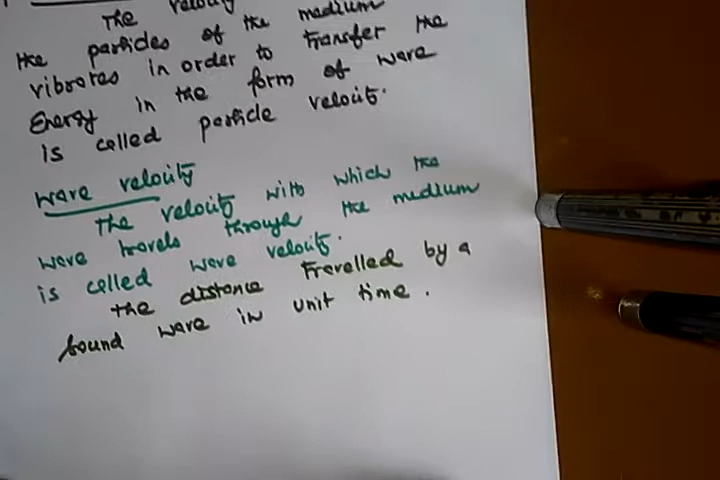 The velocity
the particles of the medium
vibrates in order to Transfer the
Energy in the form of wave
is called particle velocity.
wave velocity
The velocity with which the
wave travels through the medium
is called wave velocity.
the distance Travelled by a
sound wave in unit time.